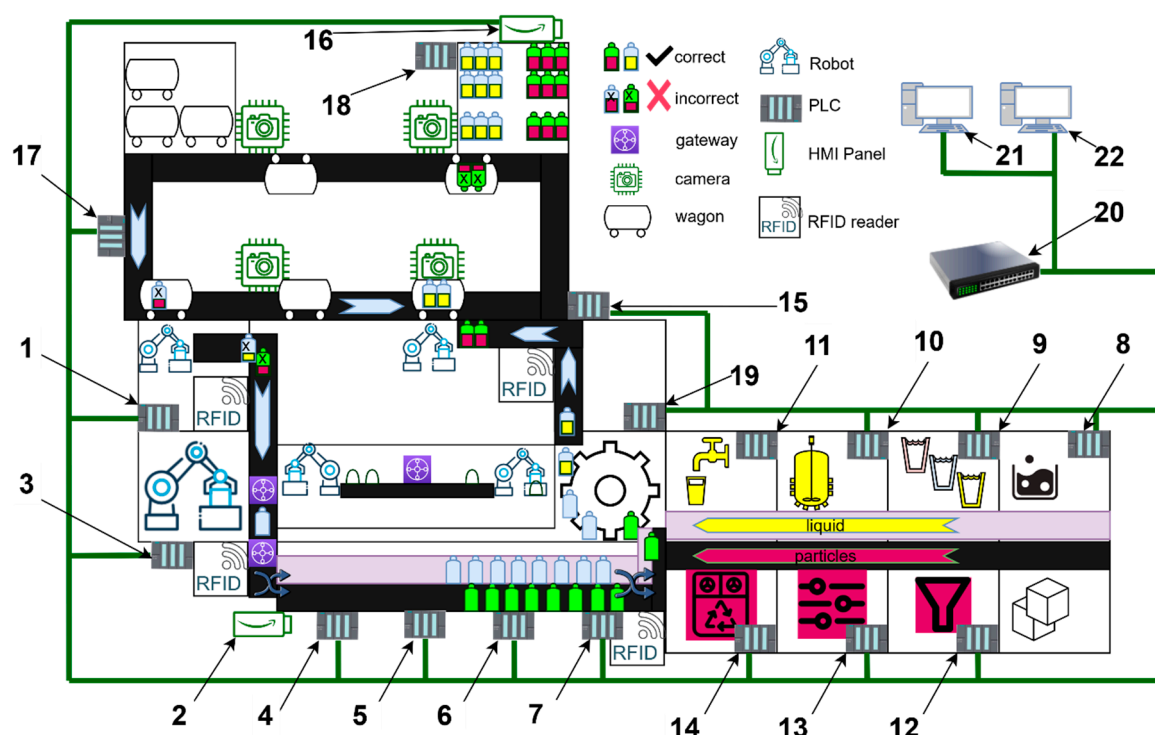 16
18
correct
Robot
incorrect
PLC
17
gateway
HMI Panel
21
22
camera
20
wagon
RFID
RFID reader
X X
X
15
1
X
X
11
10
9
8
RFID
RFID
19
3
liquid
particles
RFID
RFID
2
4
5
6
7
14
13
12